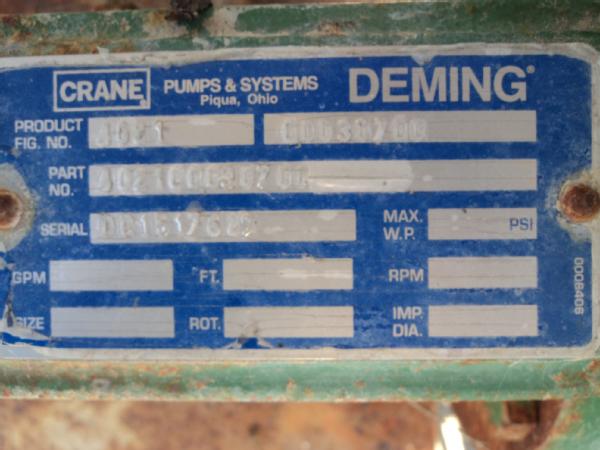 CRANE PUMPS & SYSTEMS DEMING®
Piqua, Ohio
PRODUCT
FIG. NO.
PART
NO.
SERIAL MAX.
W.P. PSI
GPM FT. RPM
SIZE ROT. IMP.
DIA.
0008406